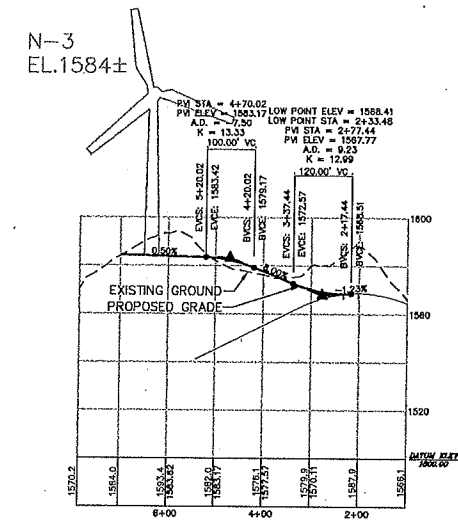 N-3
EL.1584±
PVI STA = 4+70.02
PVI ELEV = 1583.17
A.D. = -7.50
K = 13.33
100.00' VC
LOW POINT ELEV = 1568.41
LOW POINT STA = 2+33.48
PVI STA = 2+77.44
PVI ELEV = 1567.77
A.D. = 9.23
K = 12.99
120.00' VC
EVCS: 5+20.02
EVCE: 1583.42
BVCS: 4+20.02
BVCE: 1579.17
EVCS: 3+37.44
EVCE: 1572.57
BVCS: 2+17.44
BVCE: 1568.51
1600
0.50%
8.00%
-1.23%
EXISTING GROUND
PROPOSED GRADE
1560
1520
DATUM ELEV
1500.00
1570.2
1584.0
1593.4
1583.62
1582.0
1583.17
1576.1
1577.57
1579.9
1570.11
1587.9
1566.1
6+00
4+00
2+00